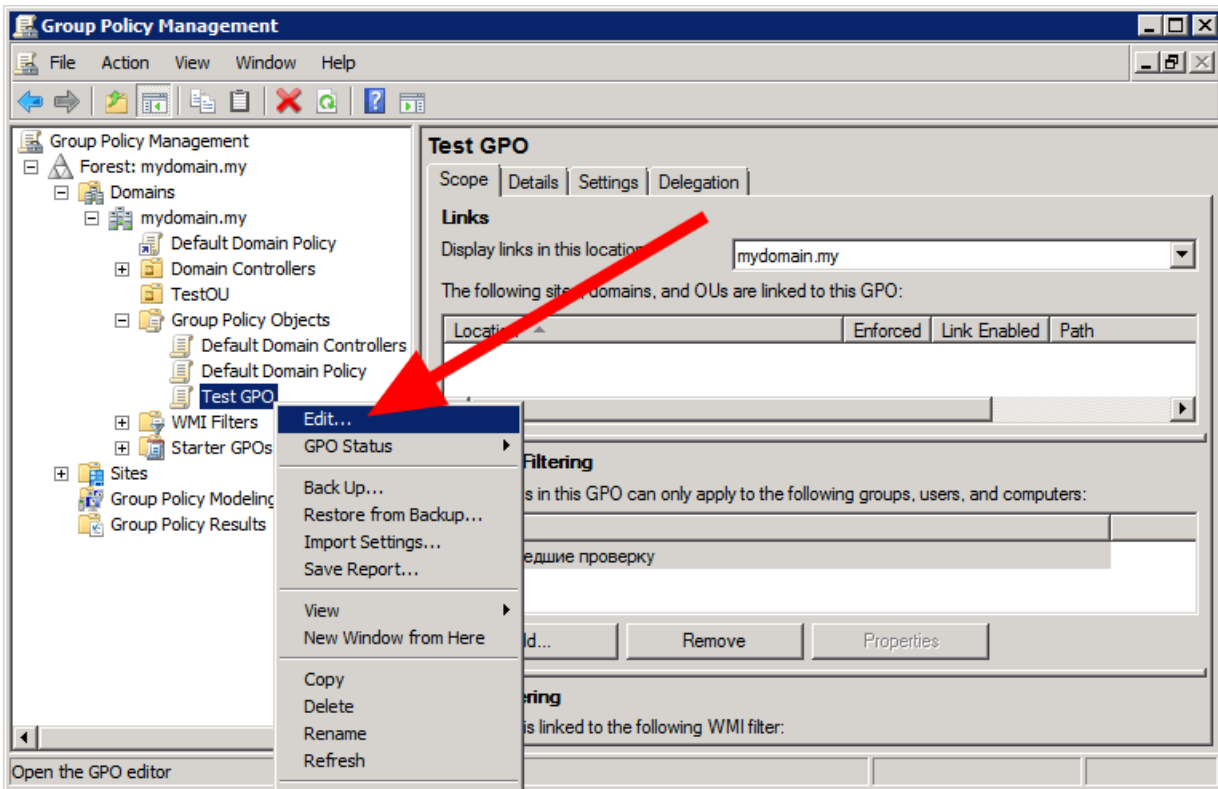 Group Policy Management
File Action View Window Help
Group Policy Management
Forest: mydomain.my
Domains
mydomain.my
Default Domain Policy
Domain Controllers
TestOU
Group Policy Objects
Default Domain Controllers
Default Domain Policy
Test GPO
WMI Filters
Starter GPOs
Sites
Group Policy Modeling
Group Policy Results
Edit...
GPO Status
Back Up...
Restore from Backup...
Import Settings...
Save Report...
View
New Window from Here
Copy
Delete
Rename
Refresh
Test GPO
Scope Details Settings Delegation
Links
Display links in this location
mydomain.my
The following sites, domains, and OUs are linked to this GPO:
Location Enforced Link Enabled Path
Filtering
s in this GPO can only apply to the following groups, users, and computers:
едшие проверку
ld... Remove Properties
ring
is linked to the following WMI filter:
Open the GPO editor